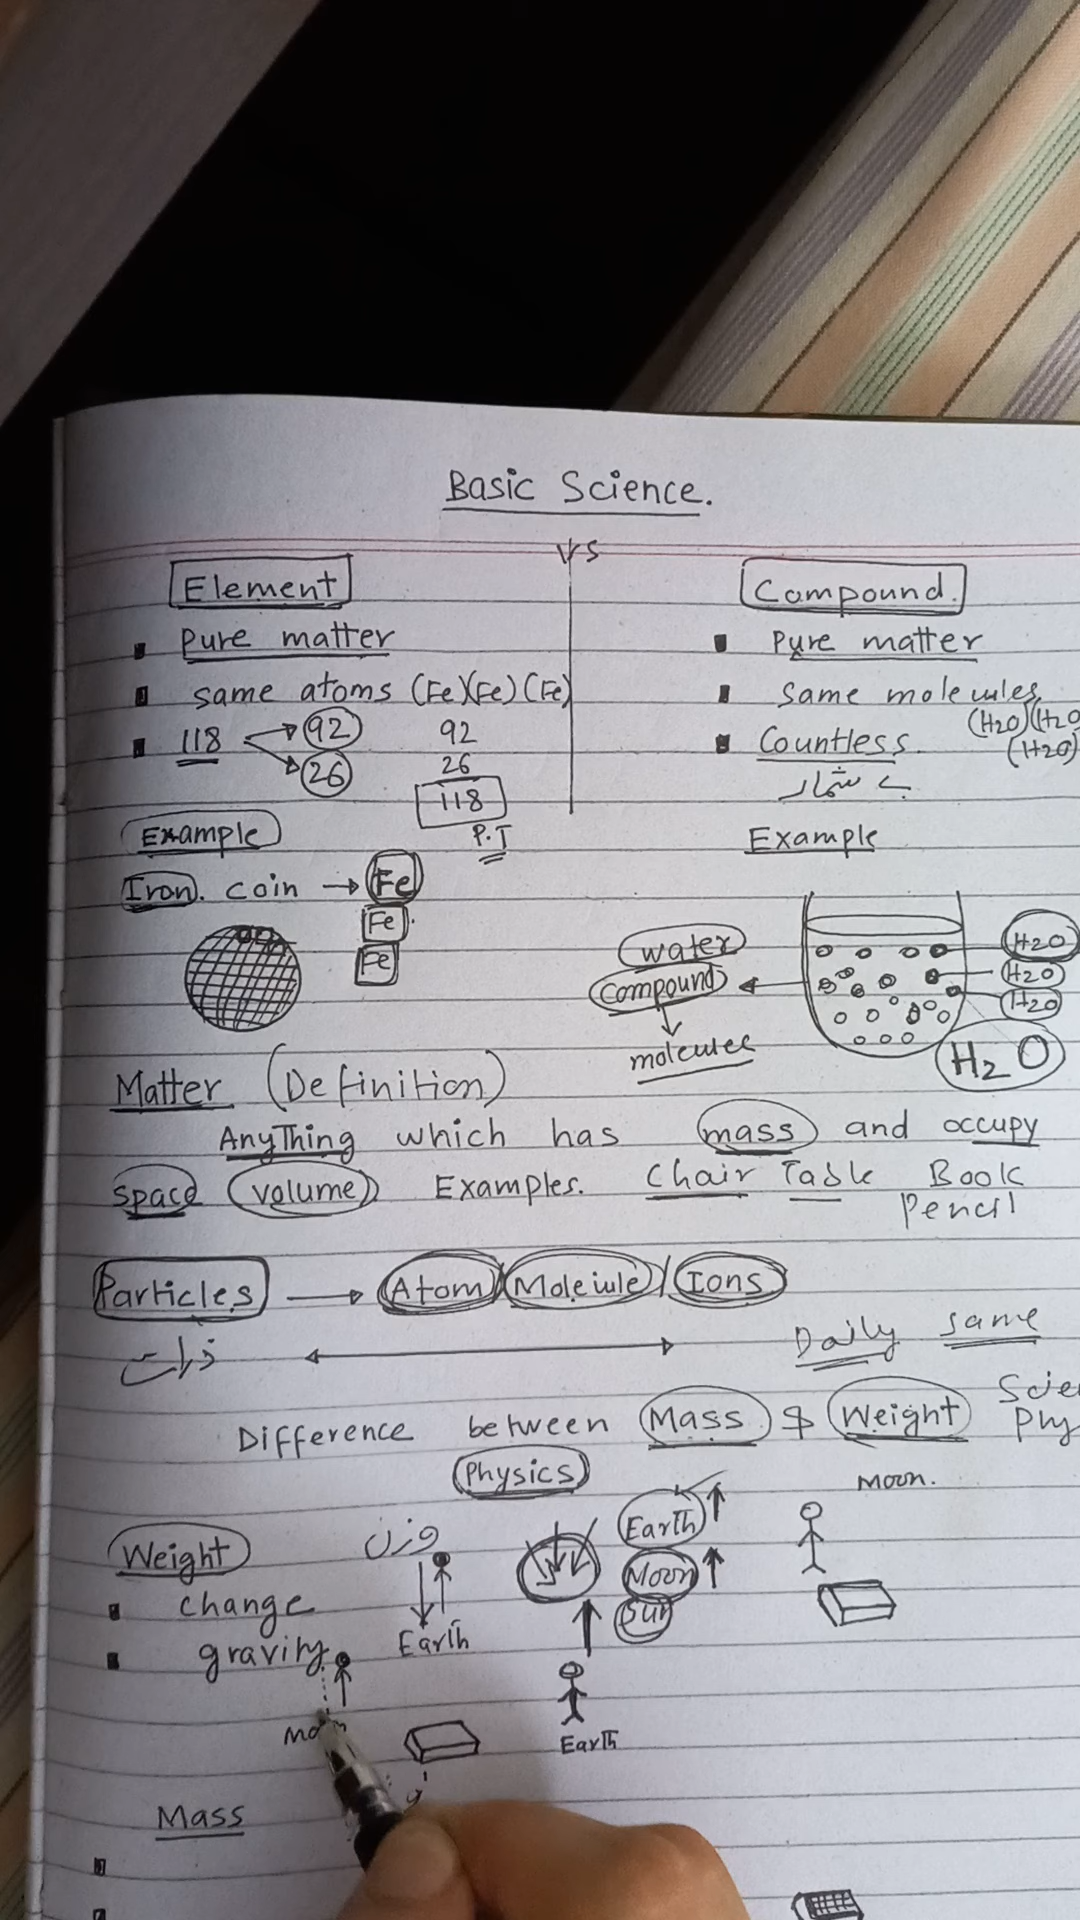 Basic Science.
vs
Element
Pure matter
same atoms (Fe)(Fe)(Fe)
118 92 92
26 26
118
P.T
Example
Iron. coin → Fe
Fe
Fe
Compound.
Pure matter
Same molecules
(H2O)(H2O
(H2O)
Countless.
بے شمار
Example
water
Compound
molecules
H2O
H2O
H2O
H2O
Matter (Definition)
AnyThing which has mass and occupy
space (volume) Examples. Chair Table Book
Pencil
Particles → Atom/Molecule/Ions
ذرات
Daily same
Difference between Mass & Weight
Physics
Weight وزن
change
gravity
Earth
Earth
Moon
Sun
Moon.
Earth
Mass